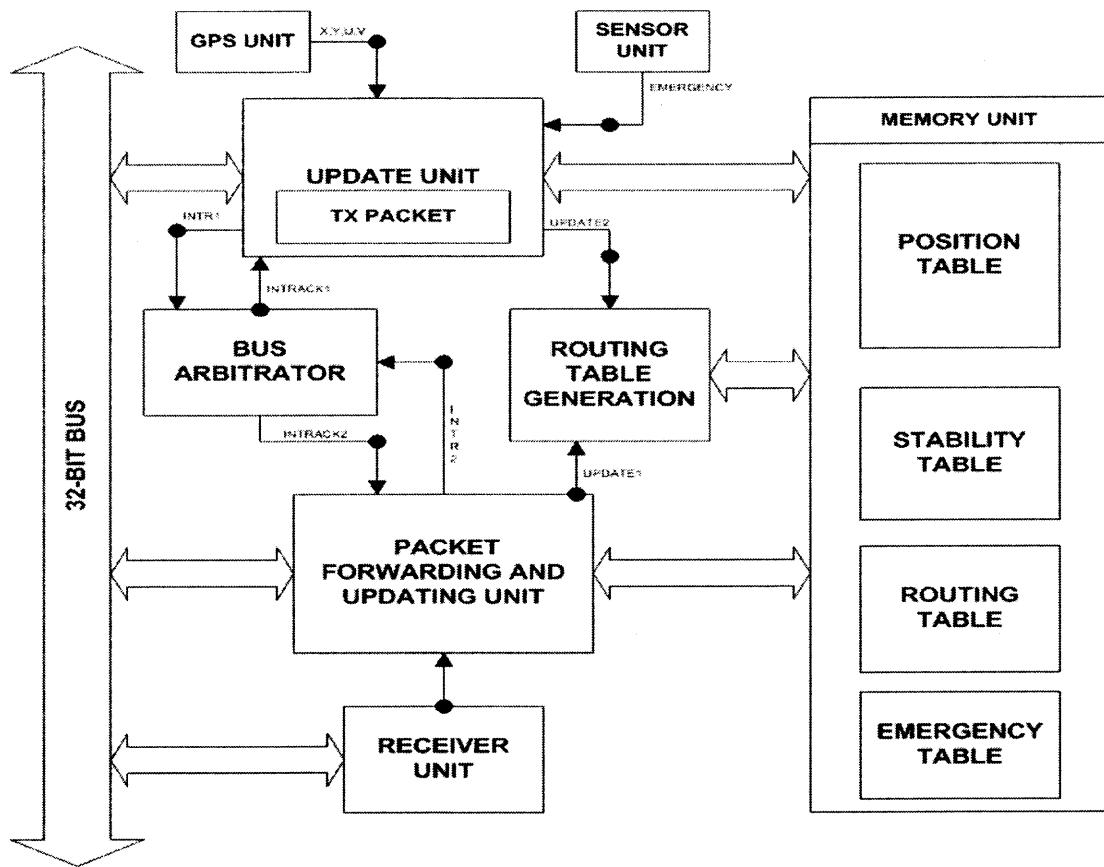 GPS UNIT
X,Y,U,V
SENSOR
UNIT
EMERGENCY
MEMORY UNIT
UPDATE UNIT
TX PACKET
INTR1
UPDATE2
INTRACK1
POSITION
TABLE
BUS
ARBITRATOR
ROUTING
TABLE
GENERATION
INTR2
INTRACK2
UPDATE1
STABILITY
TABLE
32-BIT BUS
PACKET
FORWARDING AND
UPDATING UNIT
ROUTING
TABLE
RECEIVER
UNIT
EMERGENCY
TABLE